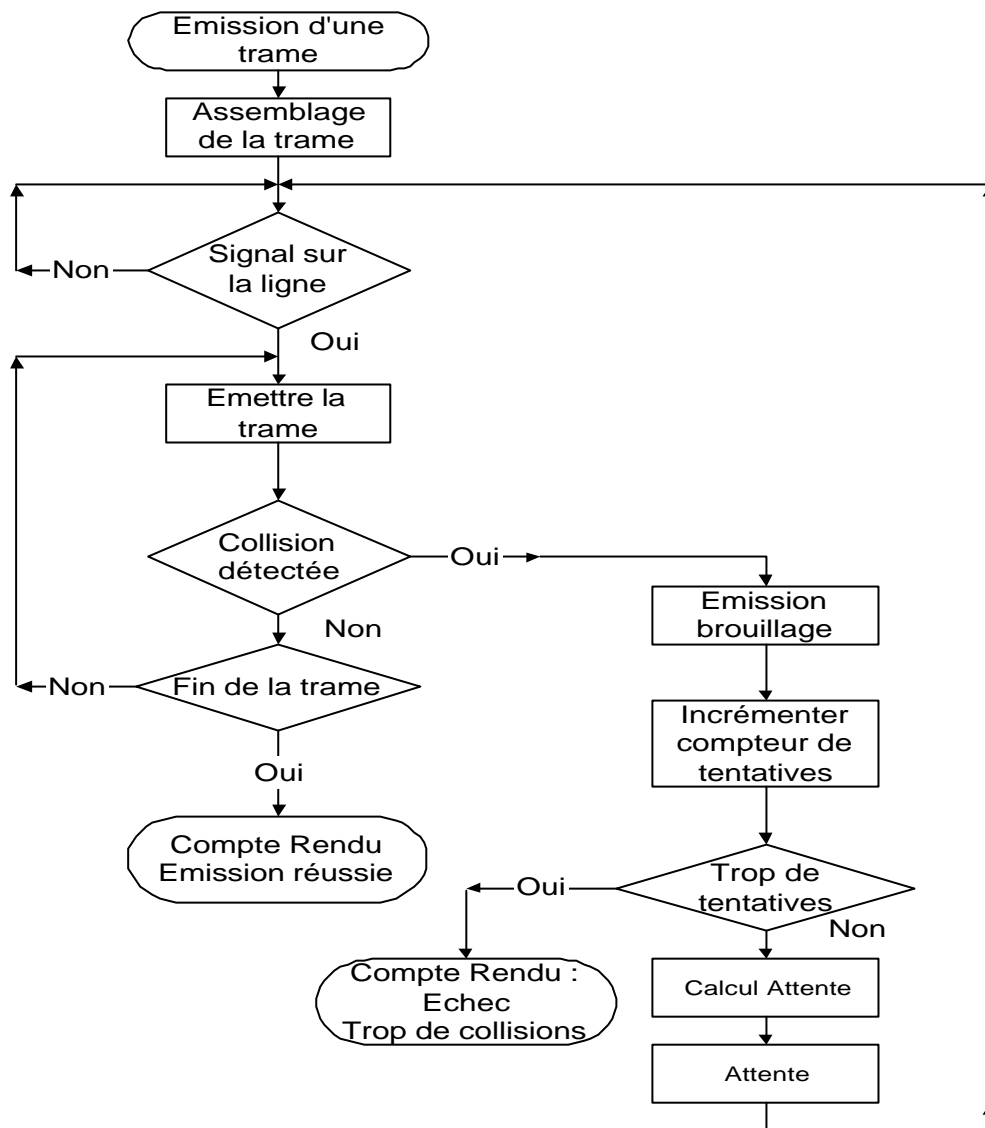 Emission d'une
trame
Assemblage
de la trame
Signal sur
la ligne
Non
Oui
Emettre la
trame
Collision
détectée
Oui
Non
Fin de la trame
Non
Oui
Compte Rendu
Emission réussie
Emission
brouillage
Incrémenter
compteur de
tentatives
Trop de
tentatives
Oui
Non
Compte Rendu :
Echec
Trop de collisions
Calcul Attente
Attente